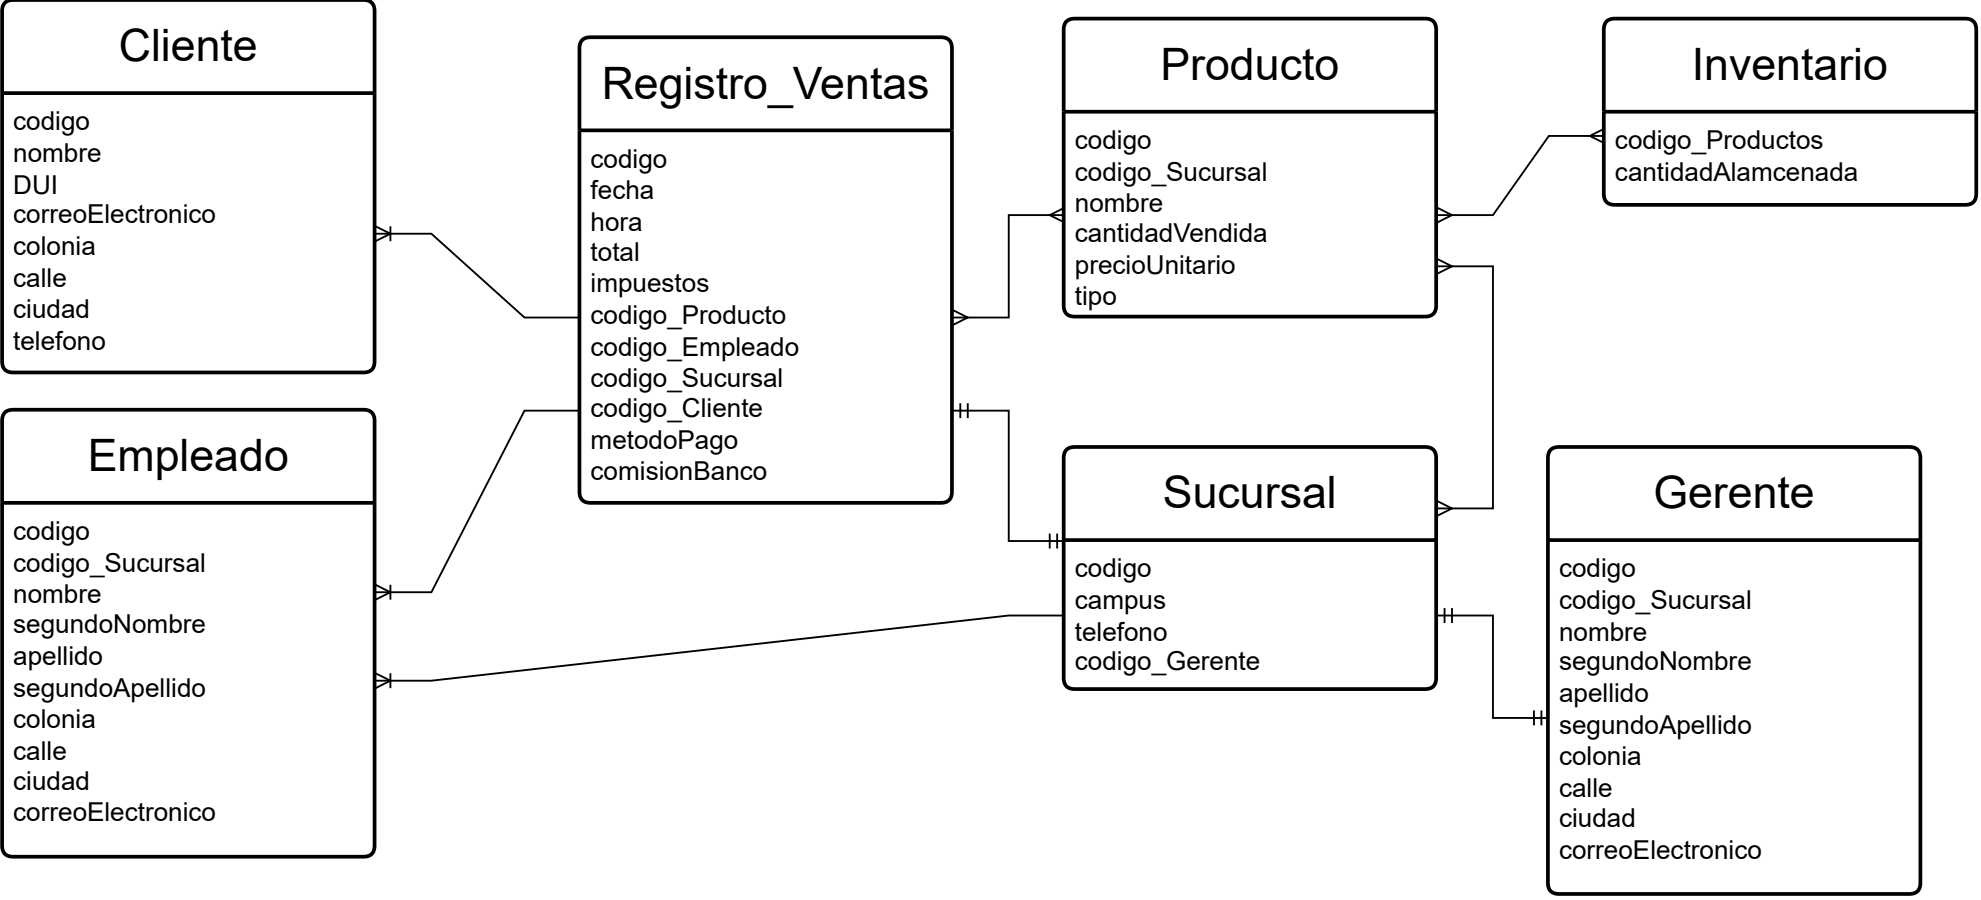 Cliente
codigo
nombre
DUI
correoElectronico
colonia
calle
ciudad
telefono
Registro_Ventas
codigo
fecha
hora
total
impuestos
codigo_Producto
codigo_Empleado
codigo_Sucursal
codigo_Cliente
metodoPago
comisionBanco
Producto
codigo
codigo_Sucursal
nombre
cantidadVendida
precioUnitario
tipo
Inventario
codigo_Productos
cantidadAlamcenada
Empleado
codigo
codigo_Sucursal
nombre
segundoNombre
apellido
segundoApellido
colonia
calle
ciudad
correoElectronico
Sucursal
codigo
campus
telefono
codigo_Gerente
Gerente
codigo
codigo_Sucursal
nombre
segundoNombre
apellido
segundoApellido
colonia
calle
ciudad
correoElectronico